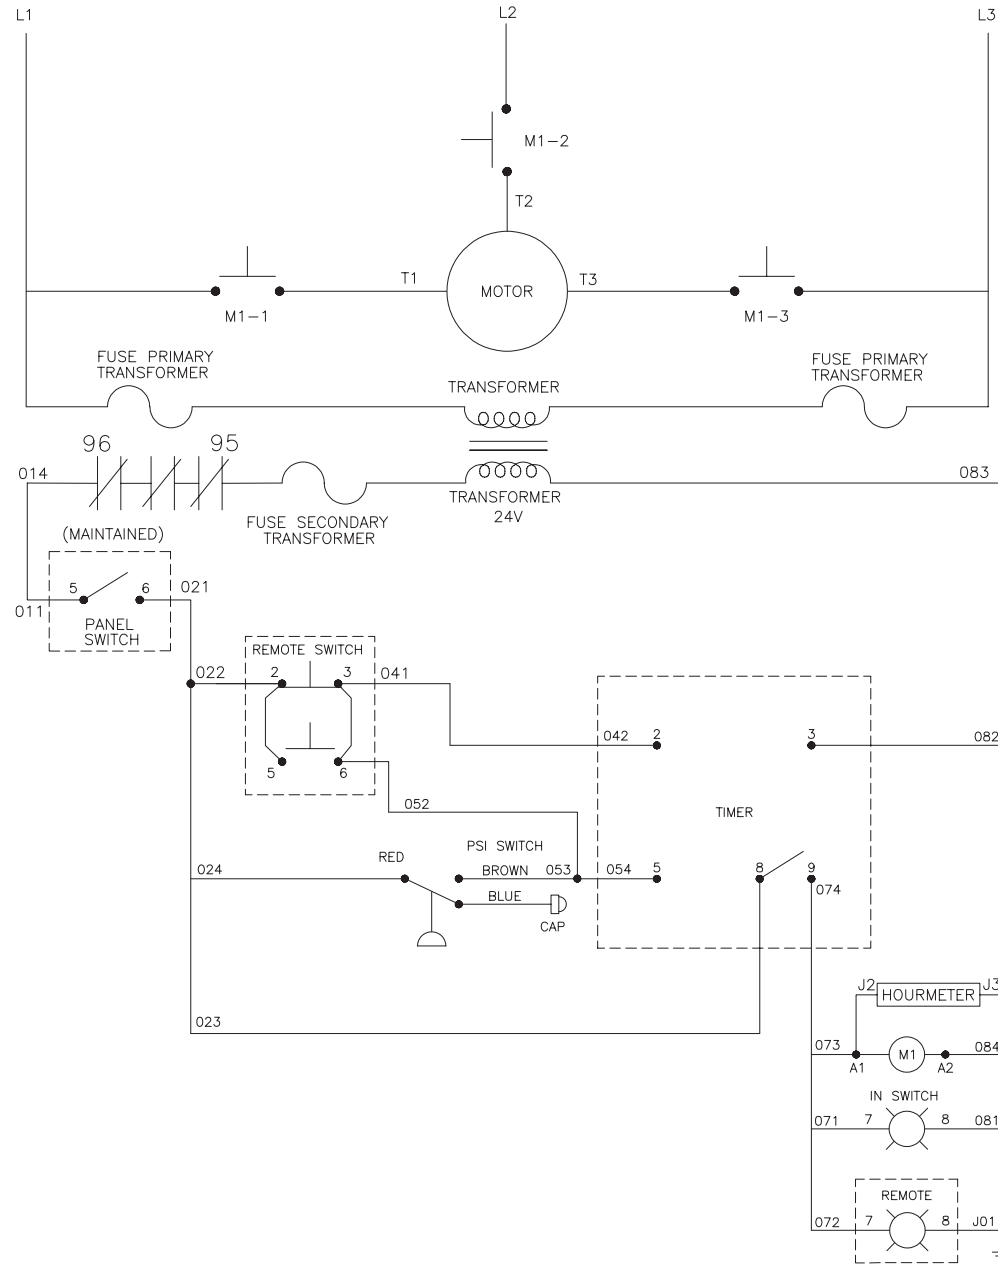 L1
L2
L3
M1-2
T2
T1
MOTOR
T3
M1-1
M1-3
FUSE PRIMARY
TRANSFORMER
TRANSFORMER
FUSE PRIMARY
TRANSFORMER
96
95
014
083
TRANSFORMER
24V
FUSE SECONDARY
TRANSFORMER
(MAINTAINED)
5
6
021
011
PANEL
SWITCH
REMOTE SWITCH
022
2
3
041
042
2
3
082
5
6
052
TIMER
PSI SWITCH
RED
024
BROWN
053
054
5
8
9
074
BLUE
CAP
023
J2
HOURMETER
J3
073
M1
084
A1
A2
IN SWITCH
071
7
8
081
REMOTE
072
7
8
J01